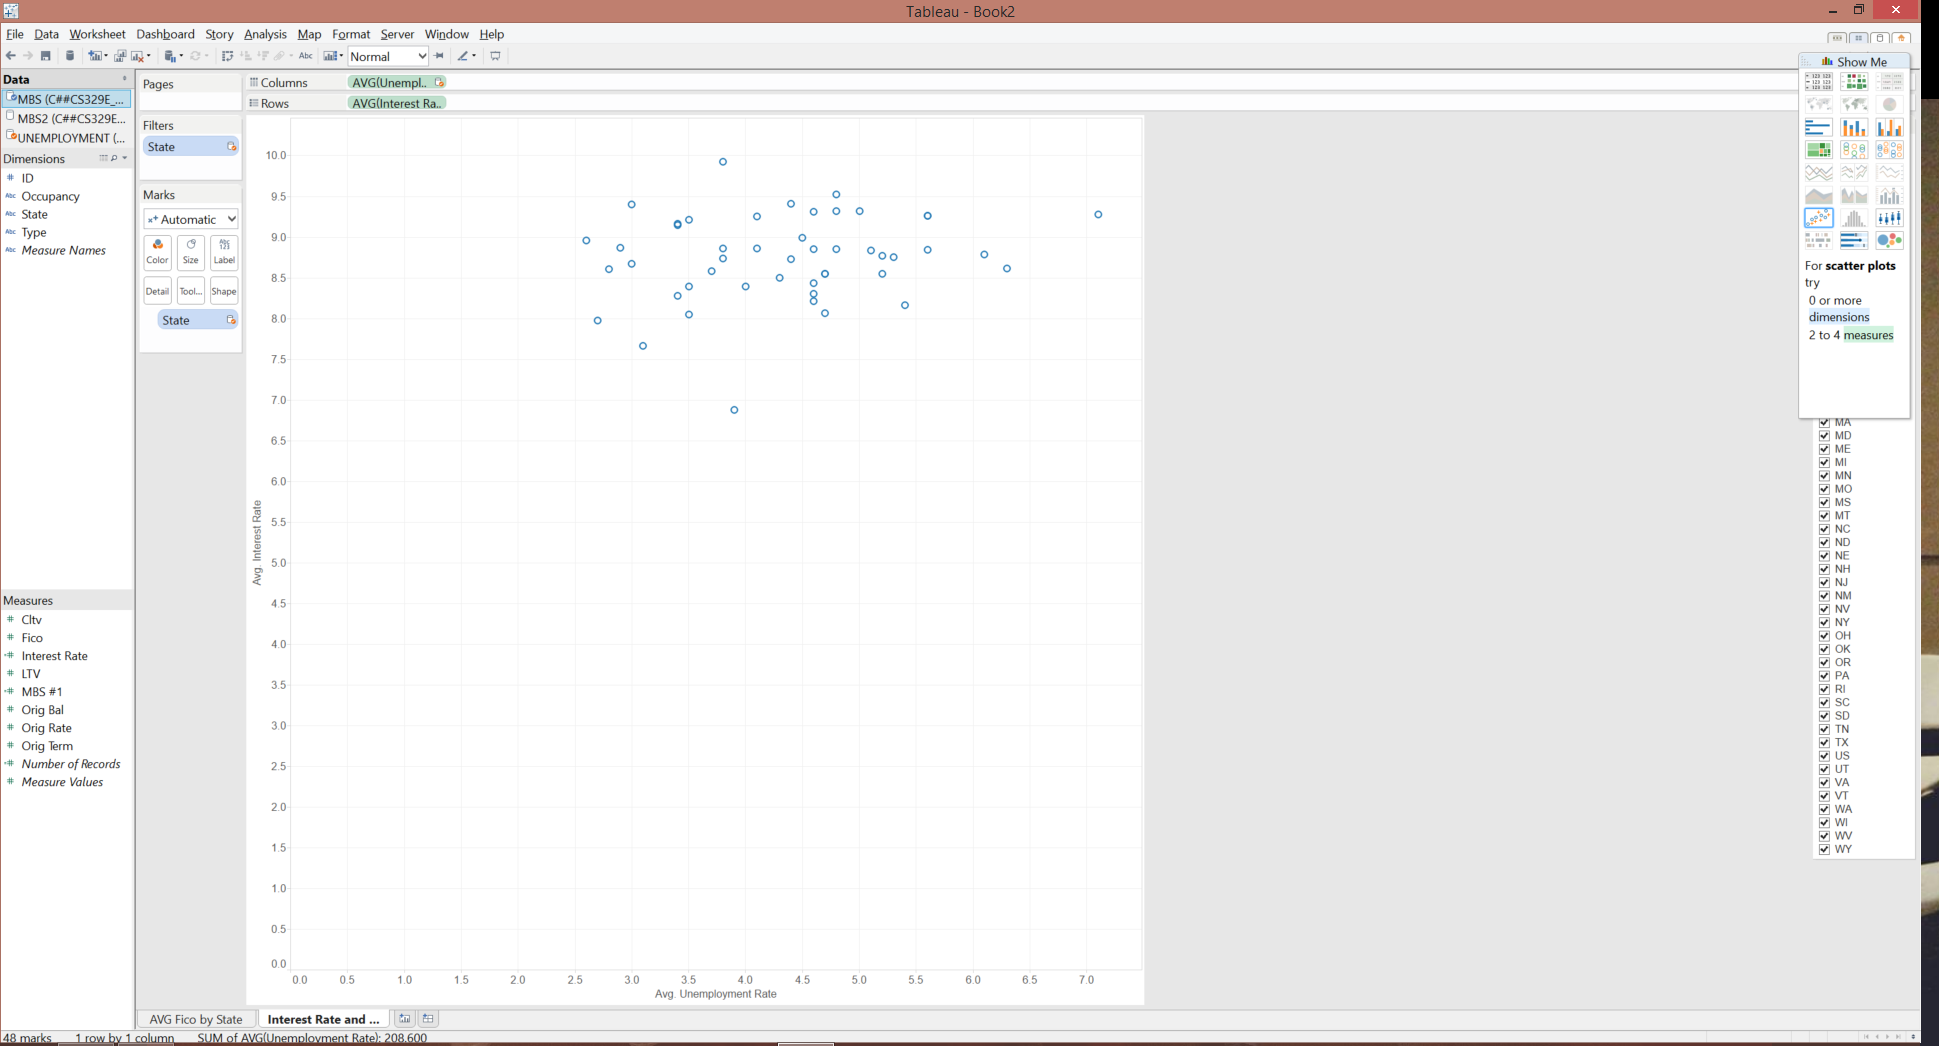 Tableau - Book2
File Data Worksheet Dashboard Story Analysis Map Format Server Window Help
Abc Normal
Data
MBS (C##CS329E_...
MBS2 (C##CS329E...
UNEMPLOYMENT (...
Dimensions
# ID
Abc Occupancy
Abc State
Abc Type
Abc Measure Names
Measures
# Cltv
# Fico
# Interest Rate
# LTV
# MBS #1
# Orig Bal
# Orig Rate
# Orig Term
# Number of Records
# Measure Values
Pages
Filters
State
Marks
Automatic
Color Size Label
Detail Tool... Shape
State
Columns AVG(Unempl..
Rows AVG(Interest Ra..
10.0
9.5
9.0
8.5
8.0
7.5
7.0
6.5
6.0
5.5
5.0
4.5
4.0
3.5
3.0
2.5
2.0
1.5
1.0
0.5
0.0
Avg. Interest Rate
0.0 0.5 1.0 1.5 2.0 2.5 3.0 3.5 4.0 4.5 5.0 5.5 6.0 6.5 7.0
Avg. Unemployment Rate
Show Me
For scatter plots
try
0 or more
dimensions
2 to 4 measures
MA
MD
ME
MI
MN
MO
MS
MT
NC
ND
NE
NH
NJ
NM
NV
NY
OH
OK
OR
PA
RI
SC
SD
TN
TX
US
UT
VA
VT
WA
WI
WV
WY
AVG Fico by State Interest Rate and ...
48 marks 1 row by 1 column SUM of AVG(Unemployment Rate): 208.600